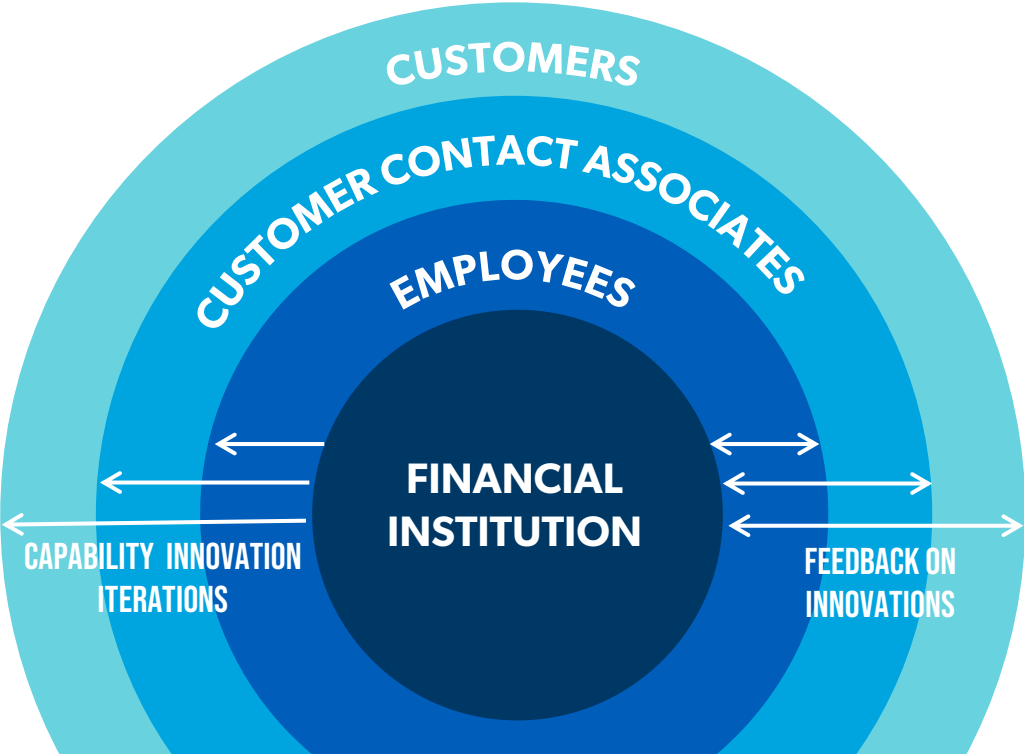 CUSTOMERS
CUSTOMER CONTACT ASSOCIATES
EMPLOYEES
FINANCIAL
INSTITUTION
CAPABILITY INNOVATION
ITERATIONS
FEEDBACK ON
INNOVATIONS